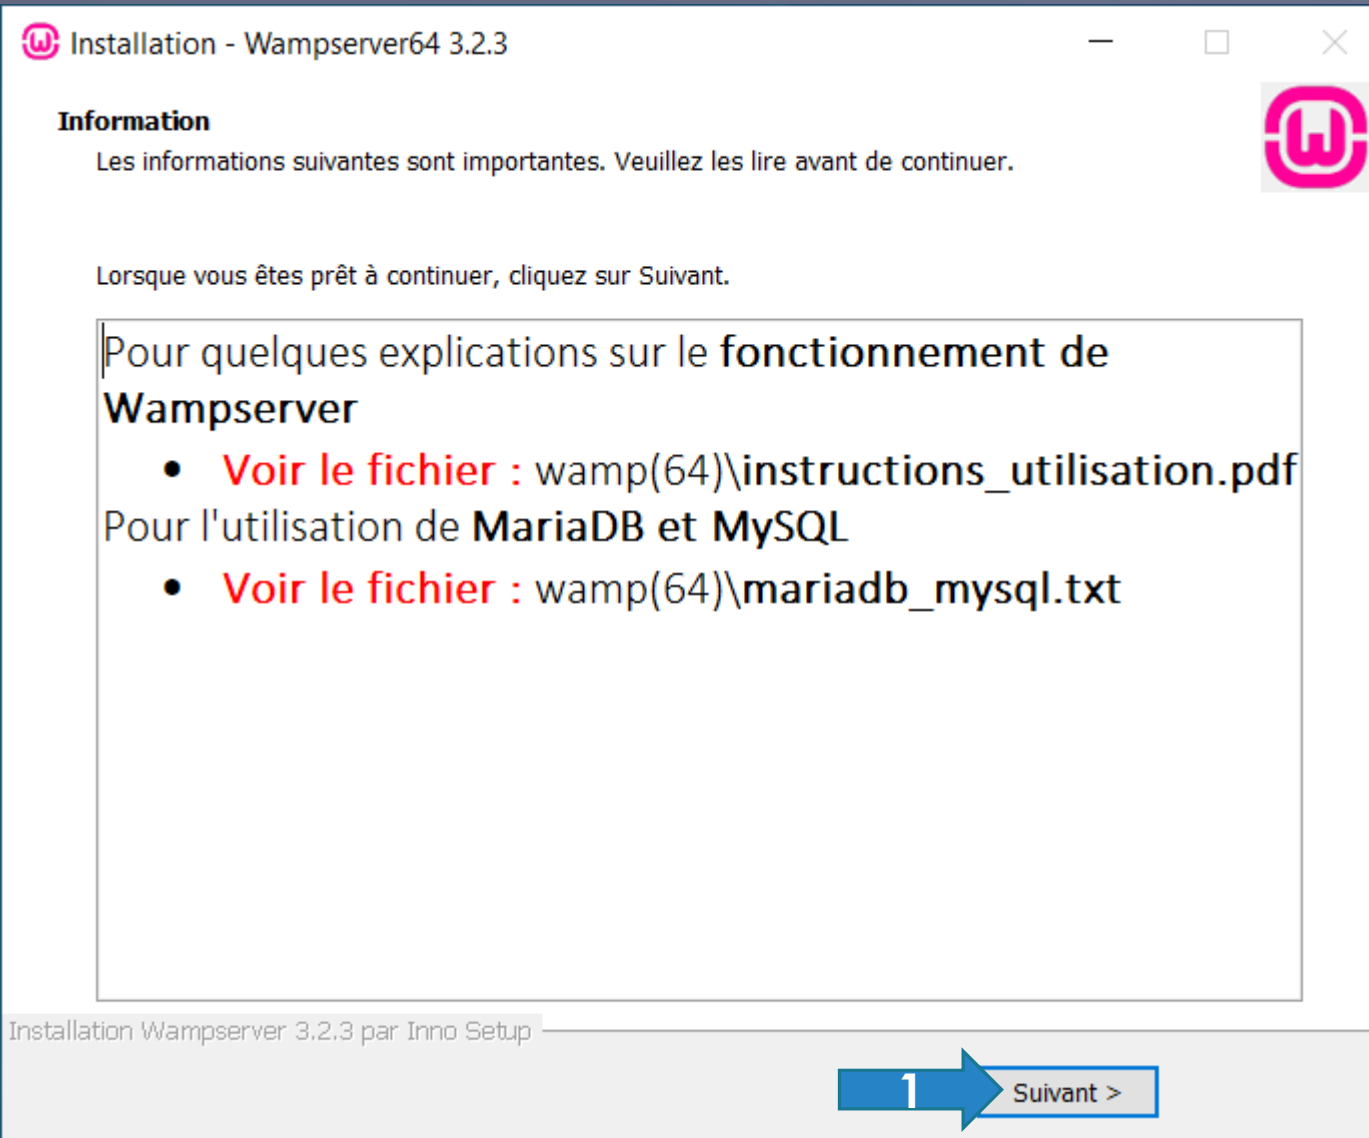 Installation - Wampserver64 3.2.3
Information
Les informations suivantes sont importantes. Veuillez les lire avant de continuer.
Lorsque vous êtes prêt à continuer, cliquez sur Suivant.
Pour quelques explications sur le fonctionnement de
Wampserver
• Voir le fichier : wamp(64)\instructions_utilisation.pdf
Pour l'utilisation de MariaDB et MySQL
• Voir le fichier : wamp(64)\mariadb_mysql.txt
Installation Wampserver 3.2.3 par Inno Setup
1 Suivant >